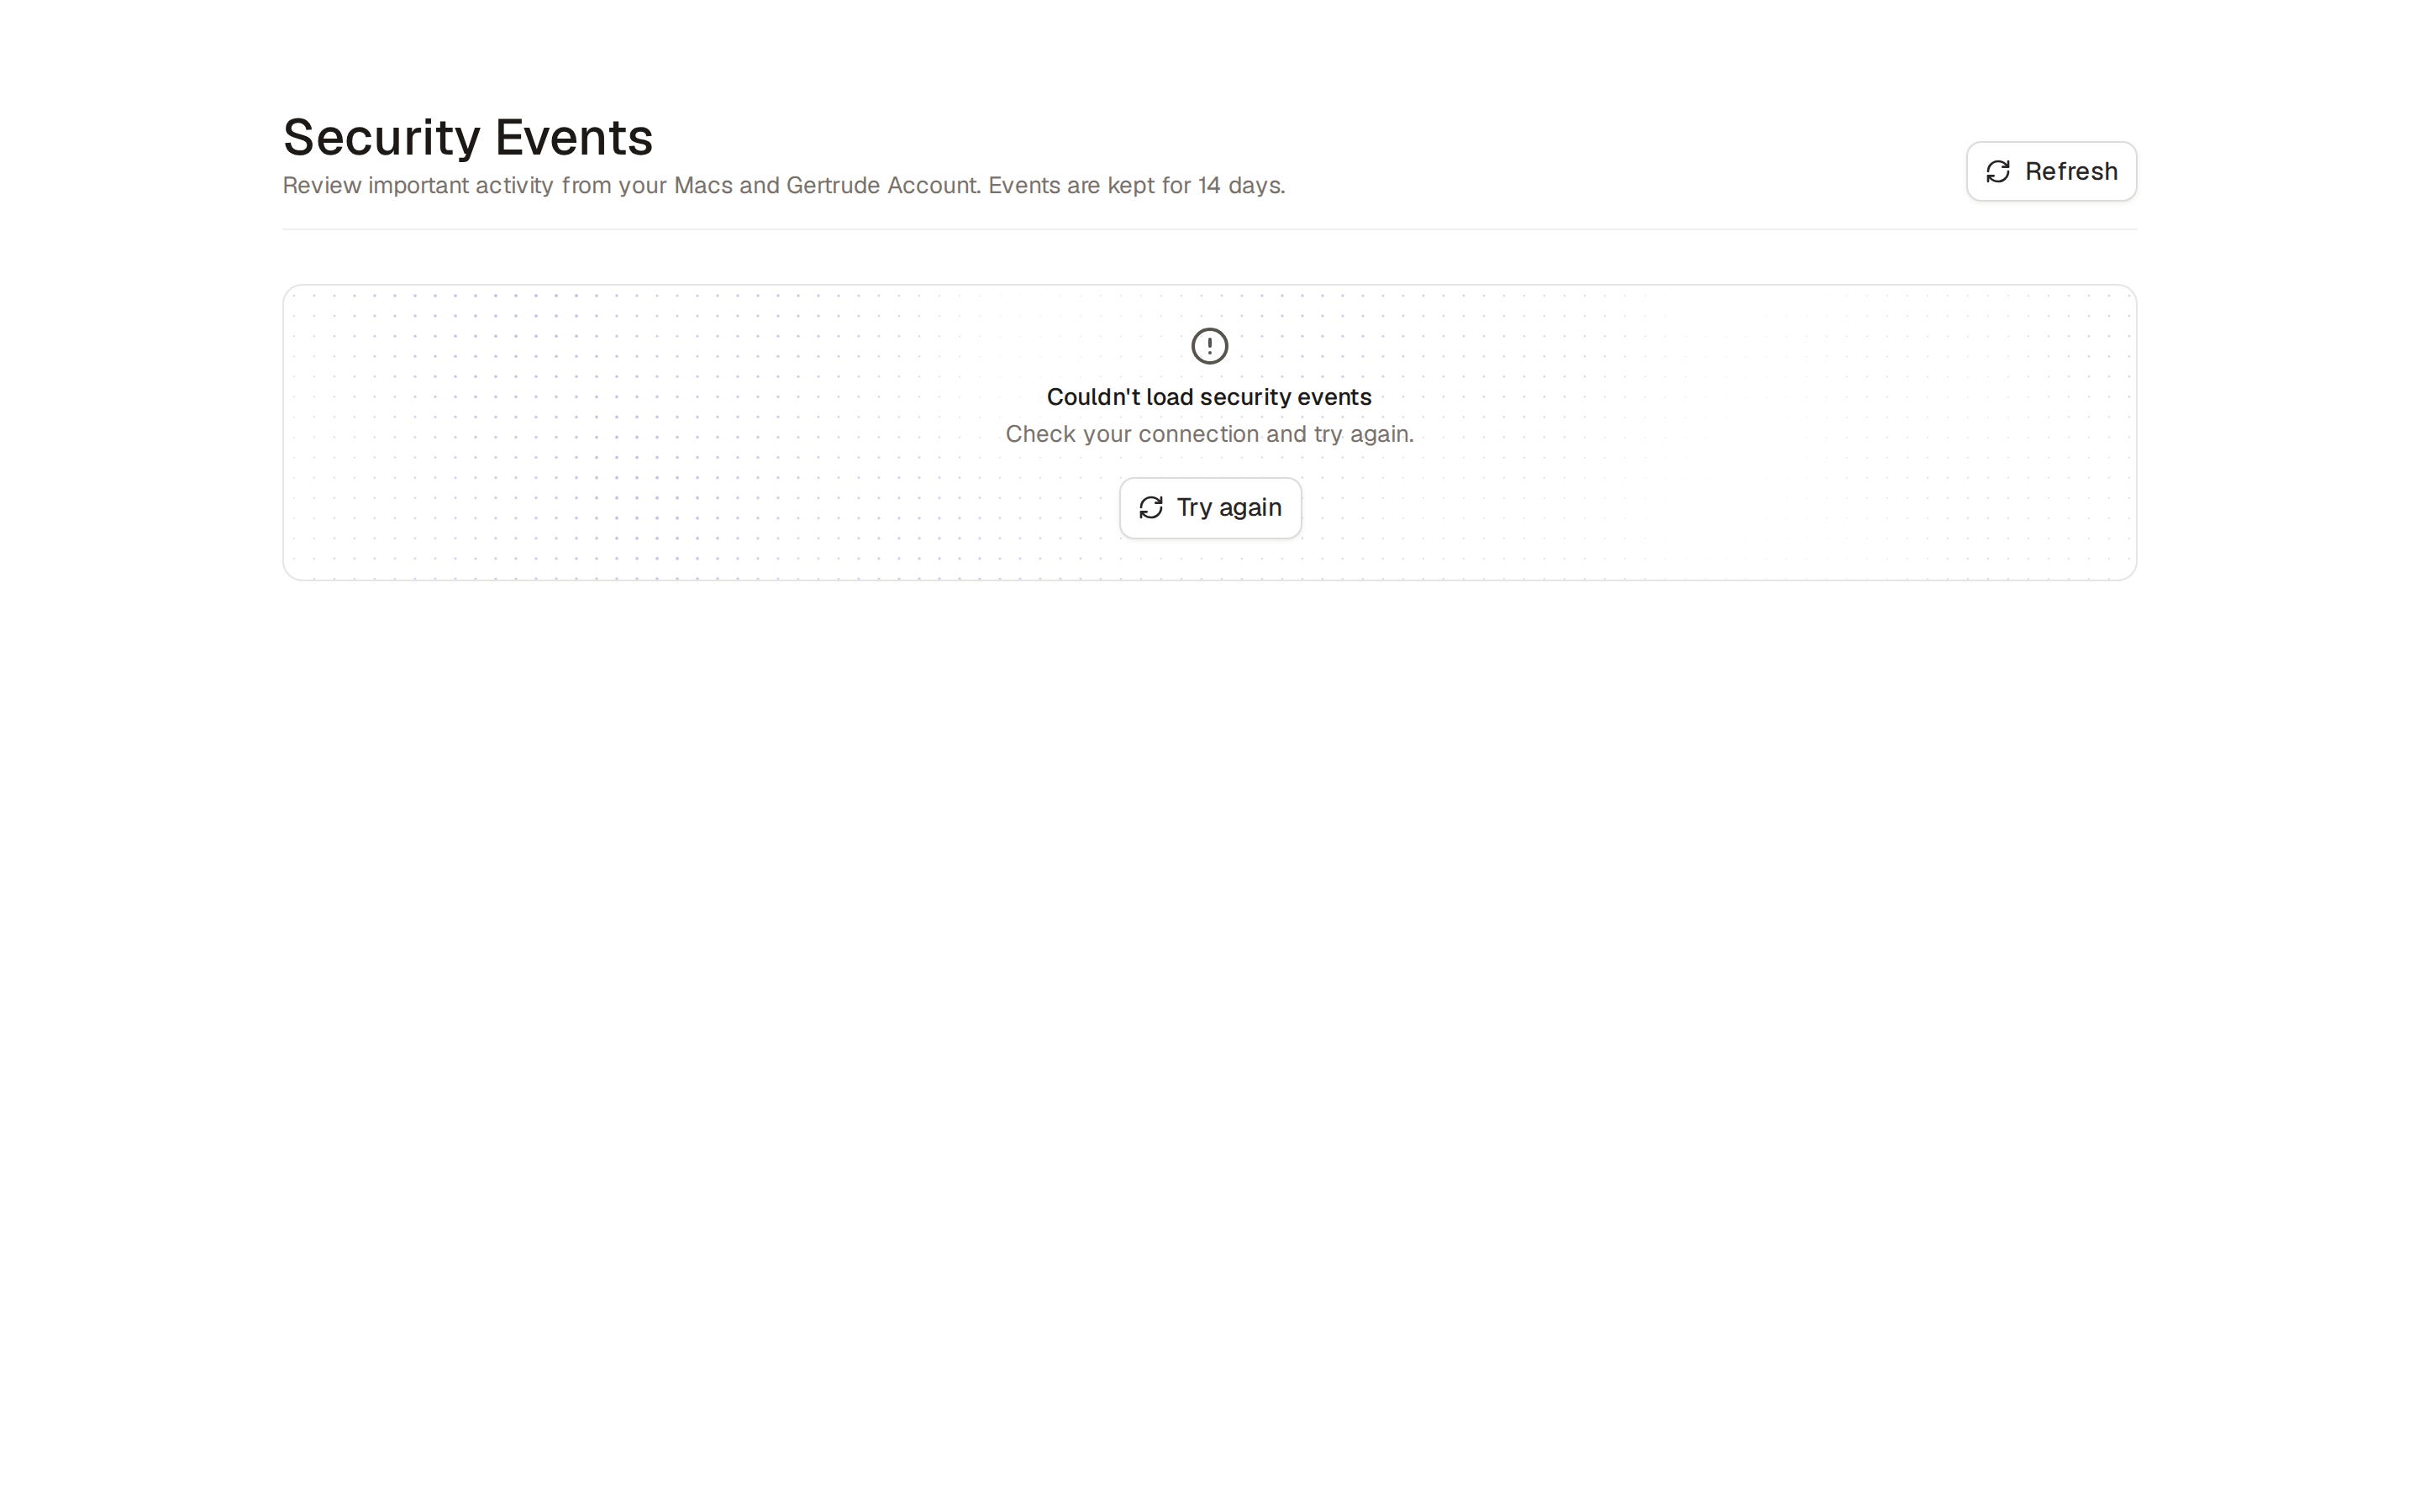 Security Events
Review important activity from your Macs and Gertrude Account. Events are kept for 14 days.
Refresh
Couldn't load security events
Check your connection and try again.
Try again